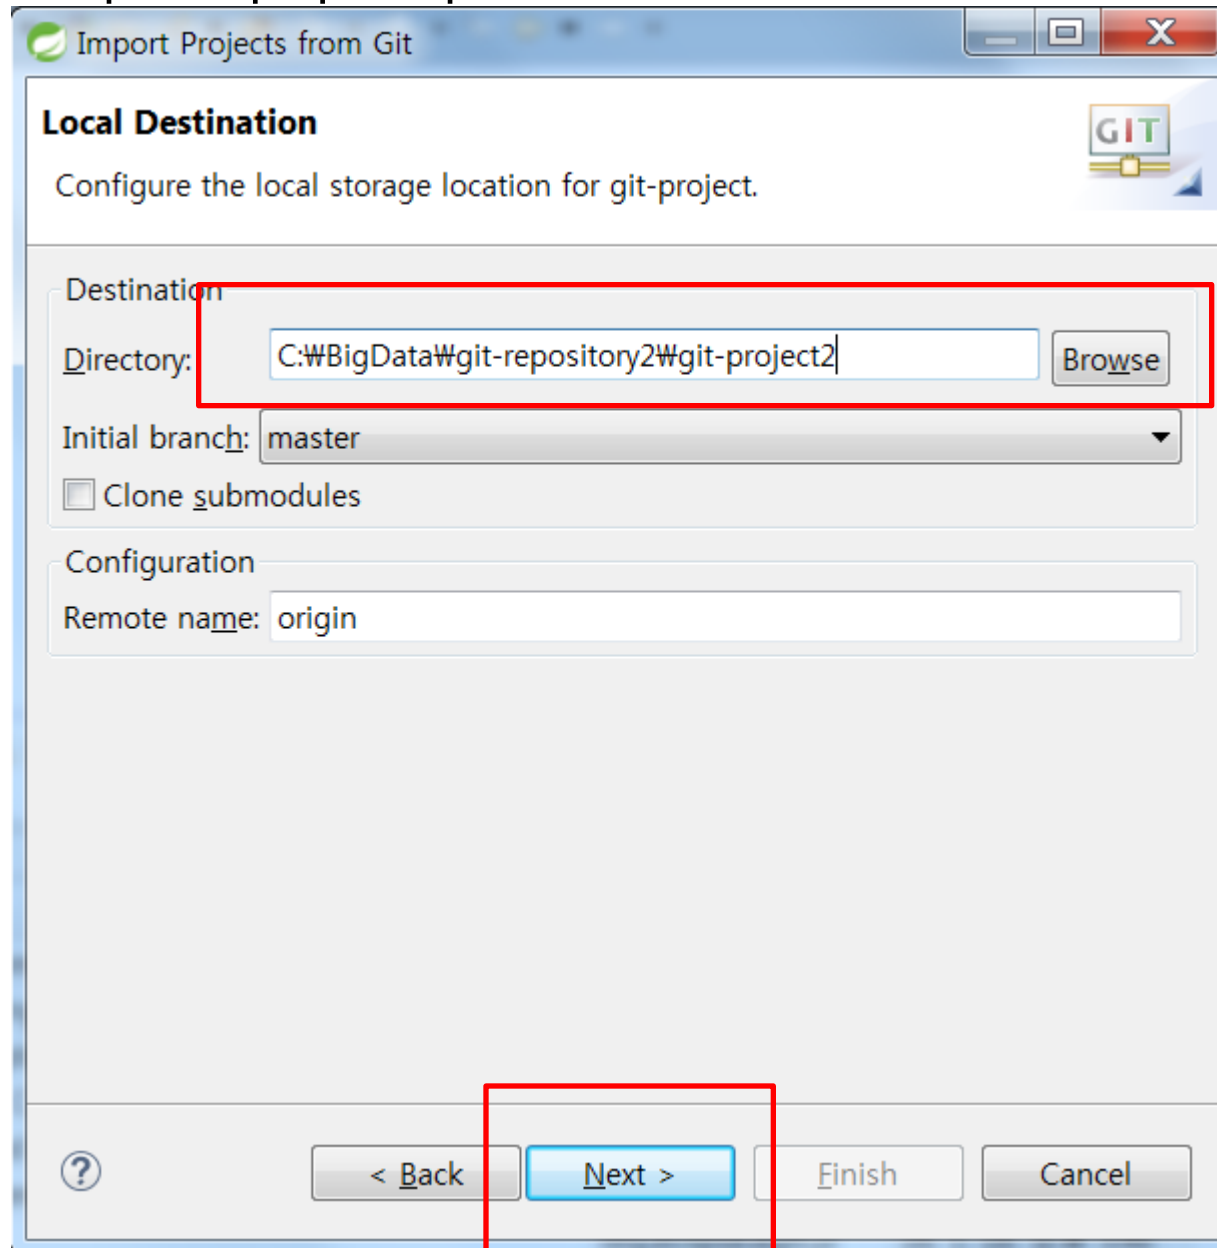 Import Projects from Git
Local Destination
GIT
Configure the local storage location for git-project.
Destination
Directory: C:₩BigData₩git-repository2₩git-project2 Browse
Initial branch: master
Clone submodules
Configuration
Remote name: origin
? < Back Next > Finish Cancel